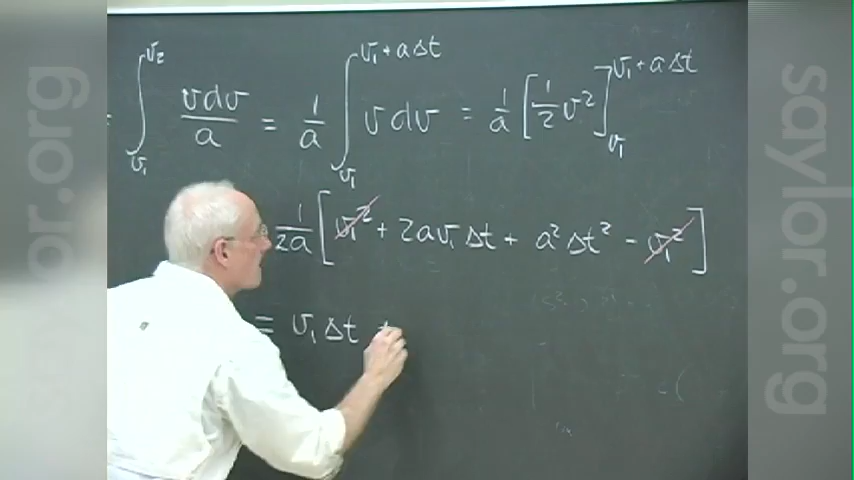 = ∫_{v₁}^{v₂} v dv / a = 1/a ∫_{v₁}^{v₁ + aΔt} v dv = 1/a [1/2 v²]_{v₁}^{v₁ + aΔt}
1/2a [v₁² + 2av₁Δt + a²Δt² - v₁²]
= v₁Δt +
or.org
saylor.org